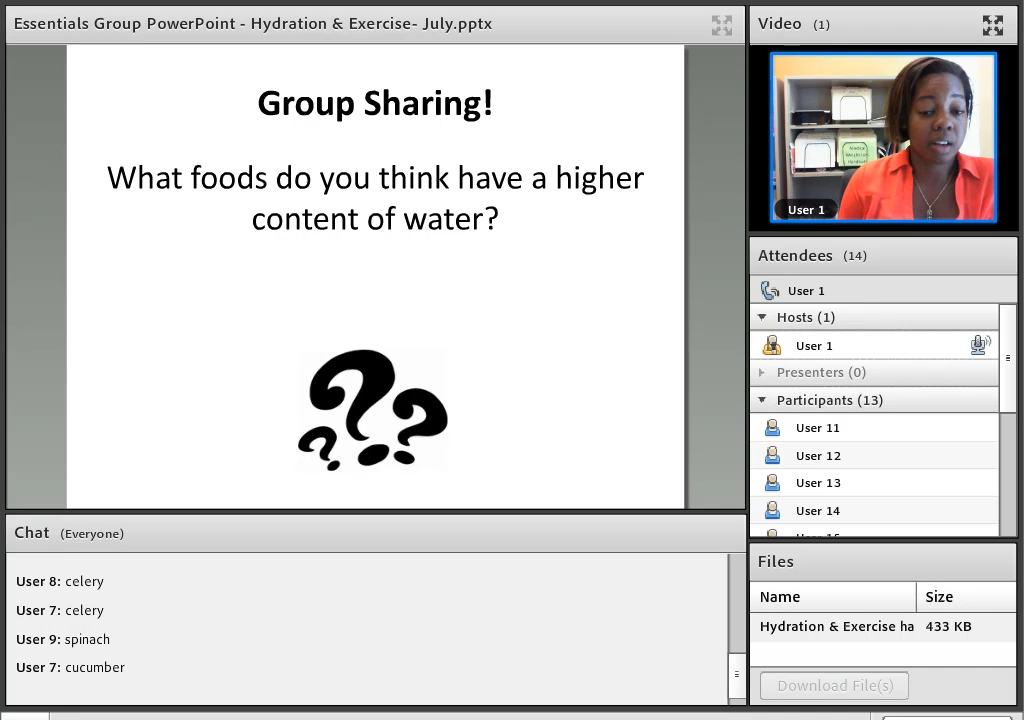 Essentials Group PowerPoint - Hydration & Exercise- July.pptx
Group Sharing!
What foods do you think have a higher
content of water?
Chat (Everyone)
User 8: celery
User 7: celery
User 9: spinach
User 7: cucumber
Video (1)
User 1
Attendees (14)
User 1
Hosts (1)
User 1
Presenters (0)
Participants (13)
User 11
User 12
User 13
User 14
Files
Name Size
Hydration & Exercise ha 433 KB
Download File(s)